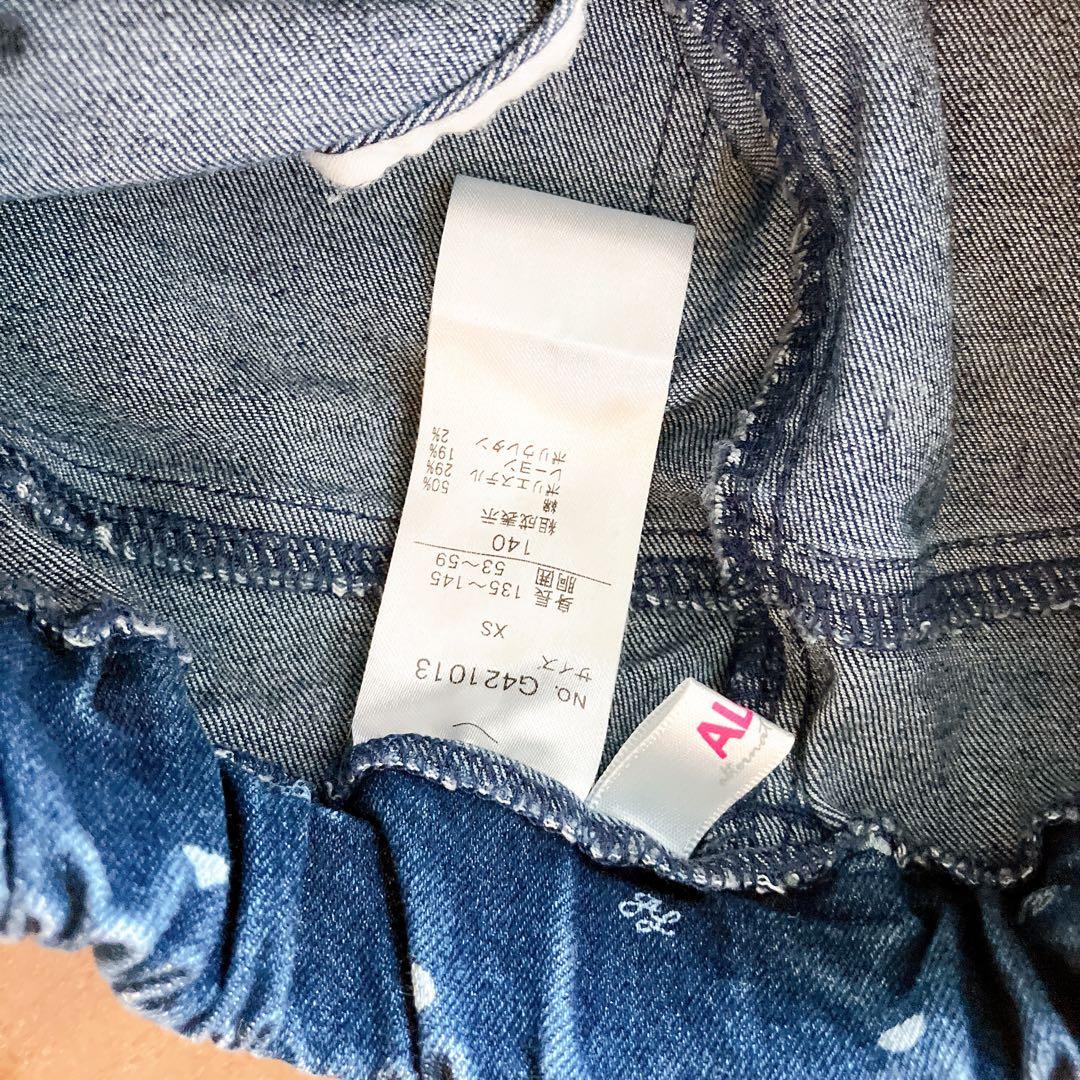 NO. G421013
サイズ
XS
身長 135～145
胴囲 53～59
140
組成表示
綿 50%
ポリエステル 29%
レーヨン 19%
ポリウレタン 2%
AL